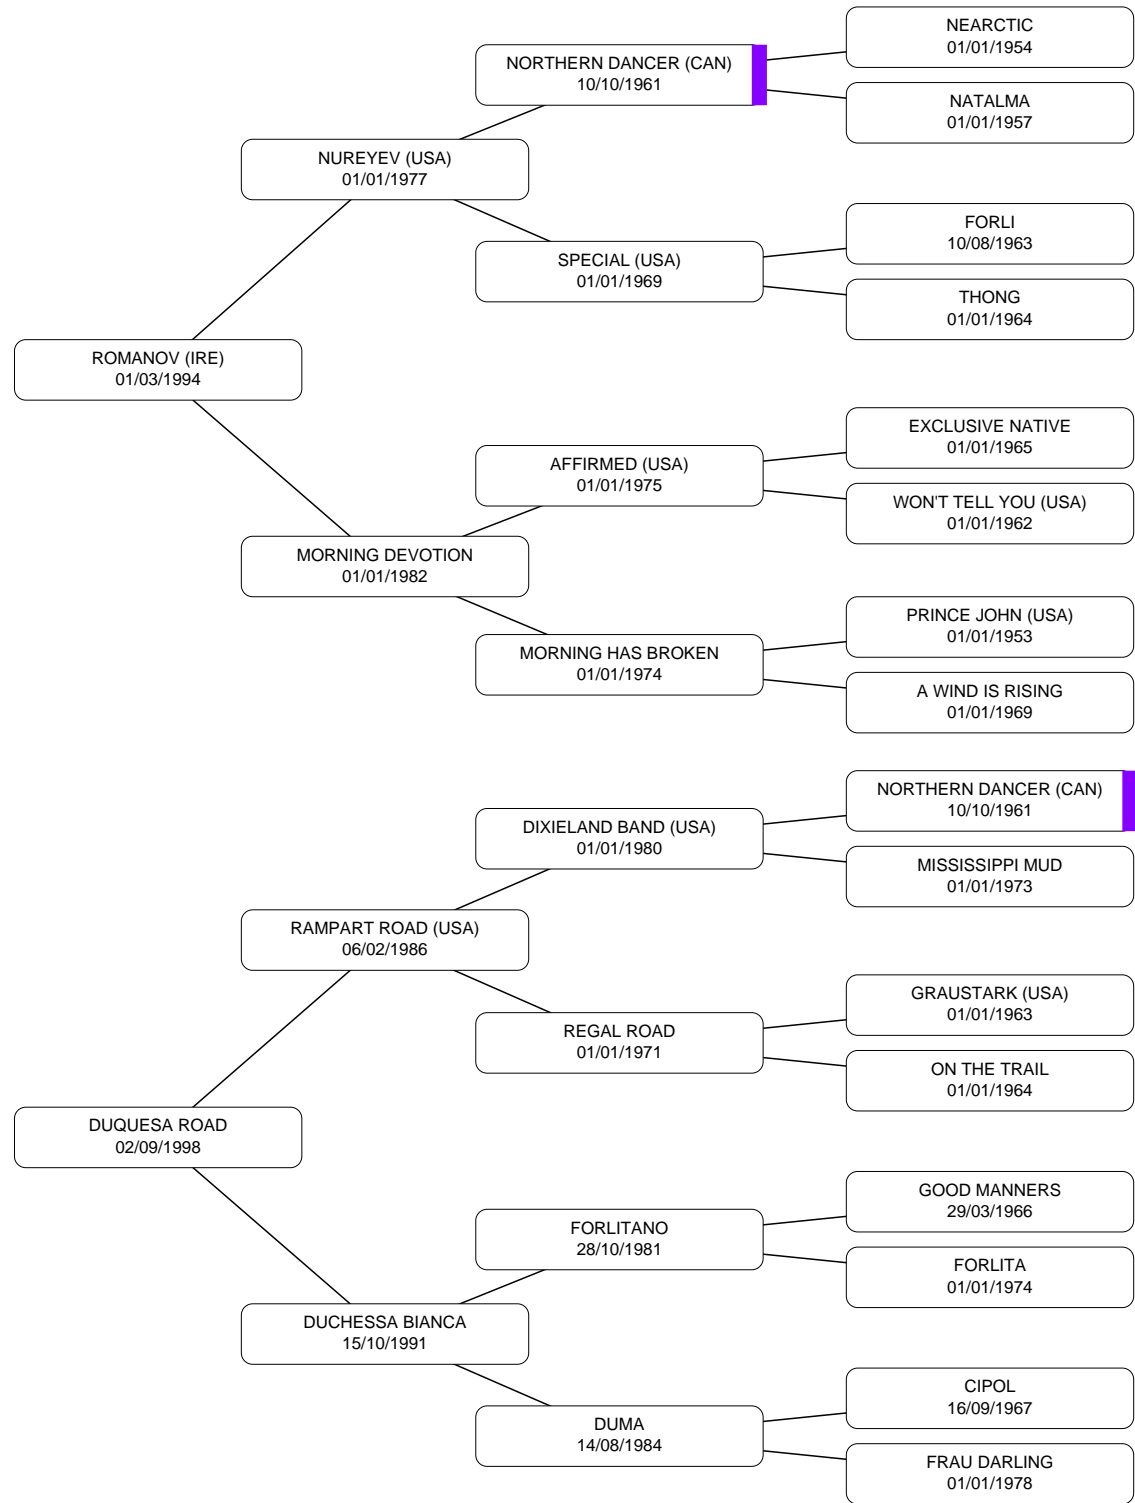 NEARCTIC
01/01/1954
NORTHERN DANCER (CAN)
10/10/1961
NATALMA
01/01/1957
NUREYEV (USA)
01/01/1977
FORLI
10/08/1963
SPECIAL (USA)
01/01/1969
THONG
01/01/1964
ROMANOV (IRE)
01/03/1994
EXCLUSIVE NATIVE
01/01/1965
AFFIRMED (USA)
01/01/1975
WON'T TELL YOU (USA)
01/01/1962
MORNING DEVOTION
01/01/1982
PRINCE JOHN (USA)
01/01/1953
MORNING HAS BROKEN
01/01/1974
A WIND IS RISING
01/01/1969
NORTHERN DANCER (CAN)
10/10/1961
DIXIELAND BAND (USA)
01/01/1980
MISSISSIPPI MUD
01/01/1973
RAMPART ROAD (USA)
06/02/1986
GRAUSTARK (USA)
01/01/1963
REGAL ROAD
01/01/1971
ON THE TRAIL
01/01/1964
DUQUESA ROAD
02/09/1998
GOOD MANNERS
29/03/1966
FORLITANO
28/10/1981
FORLITA
01/01/1974
DUCHESSA BIANCA
15/10/1991
CIPOL
16/09/1967
DUMA
14/08/1984
FRAU DARLING
01/01/1978